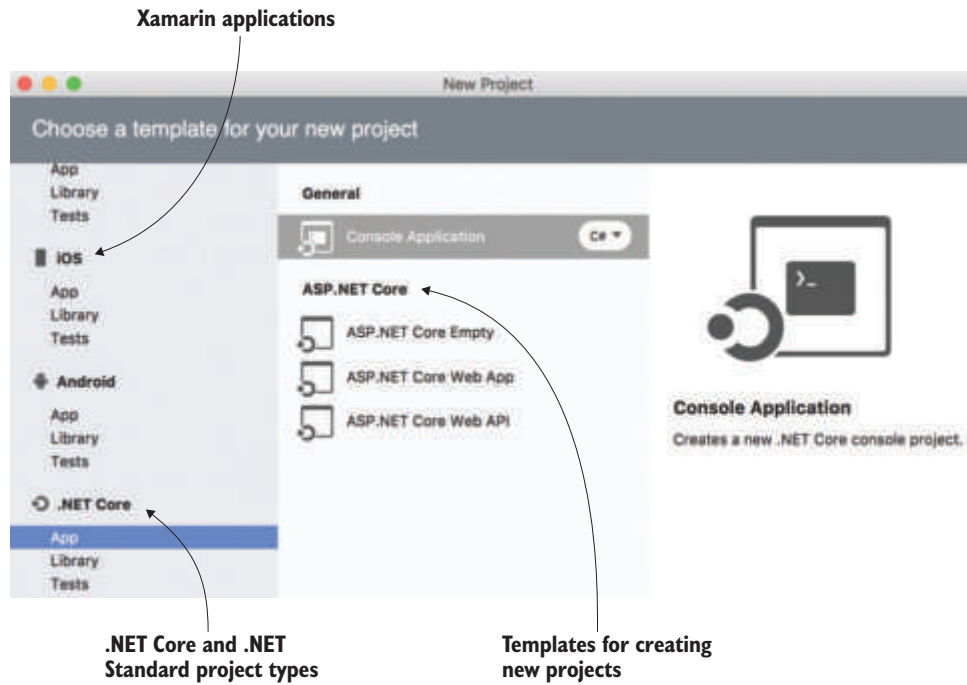 Xamarin applications
New Project
Choose a template for your new project
App
Library
Tests
iOS
App
Library
Tests
Android
App
Library
Tests
.NET Core
App
Library
Tests
General
Console Application
C#
ASP.NET Core
ASP.NET Core Empty
ASP.NET Core Web App
ASP.NET Core Web API
>_
Console Application
Creates a new .NET Core console project.
.NET Core and .NET
Standard project types
Templates for creating
new projects